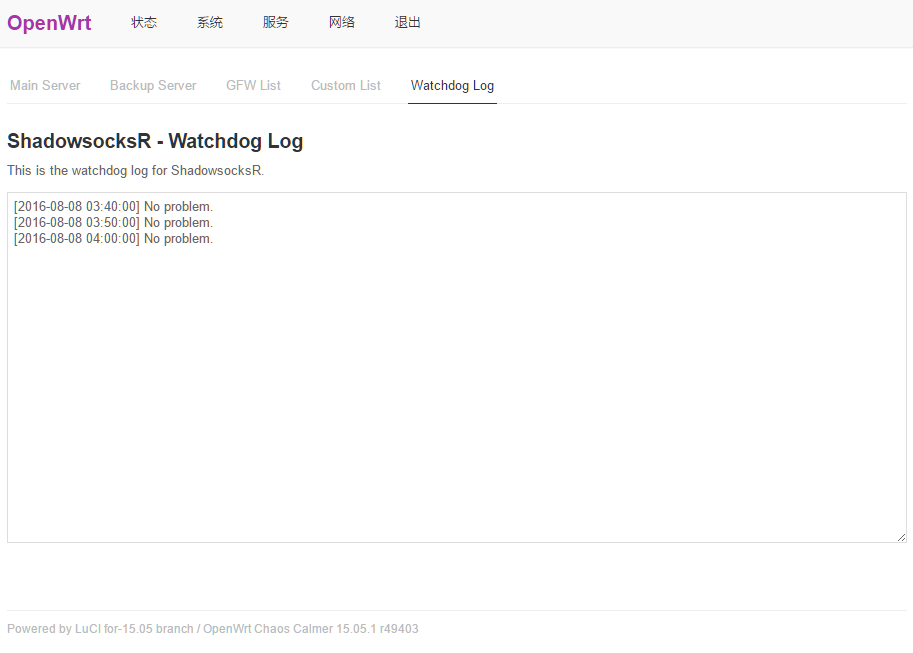 OpenWrt 状态 系统 服务 网络 退出
Main Server Backup Server GFW List Custom List Watchdog Log
ShadowsocksR - Watchdog Log
This is the watchdog log for ShadowsocksR.
[2016-08-08 03:40:00] No problem.
[2016-08-08 03:50:00] No problem.
[2016-08-08 04:00:00] No problem.
Powered by LuCI for-15.05 branch / OpenWrt Chaos Calmer 15.05.1 r49403